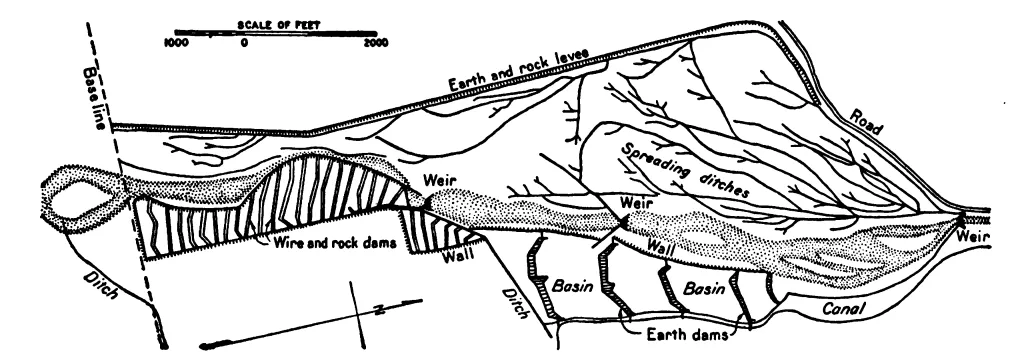 SCALE OF FEET
1000 0 2000
Base line
Earth and rock levee
Road
Spreading ditches
Weir
Weir
Weir
Wire and rock dams
Wall
Wall
Ditch
Ditch
Basin
Basin
Canal
Earth dams
N